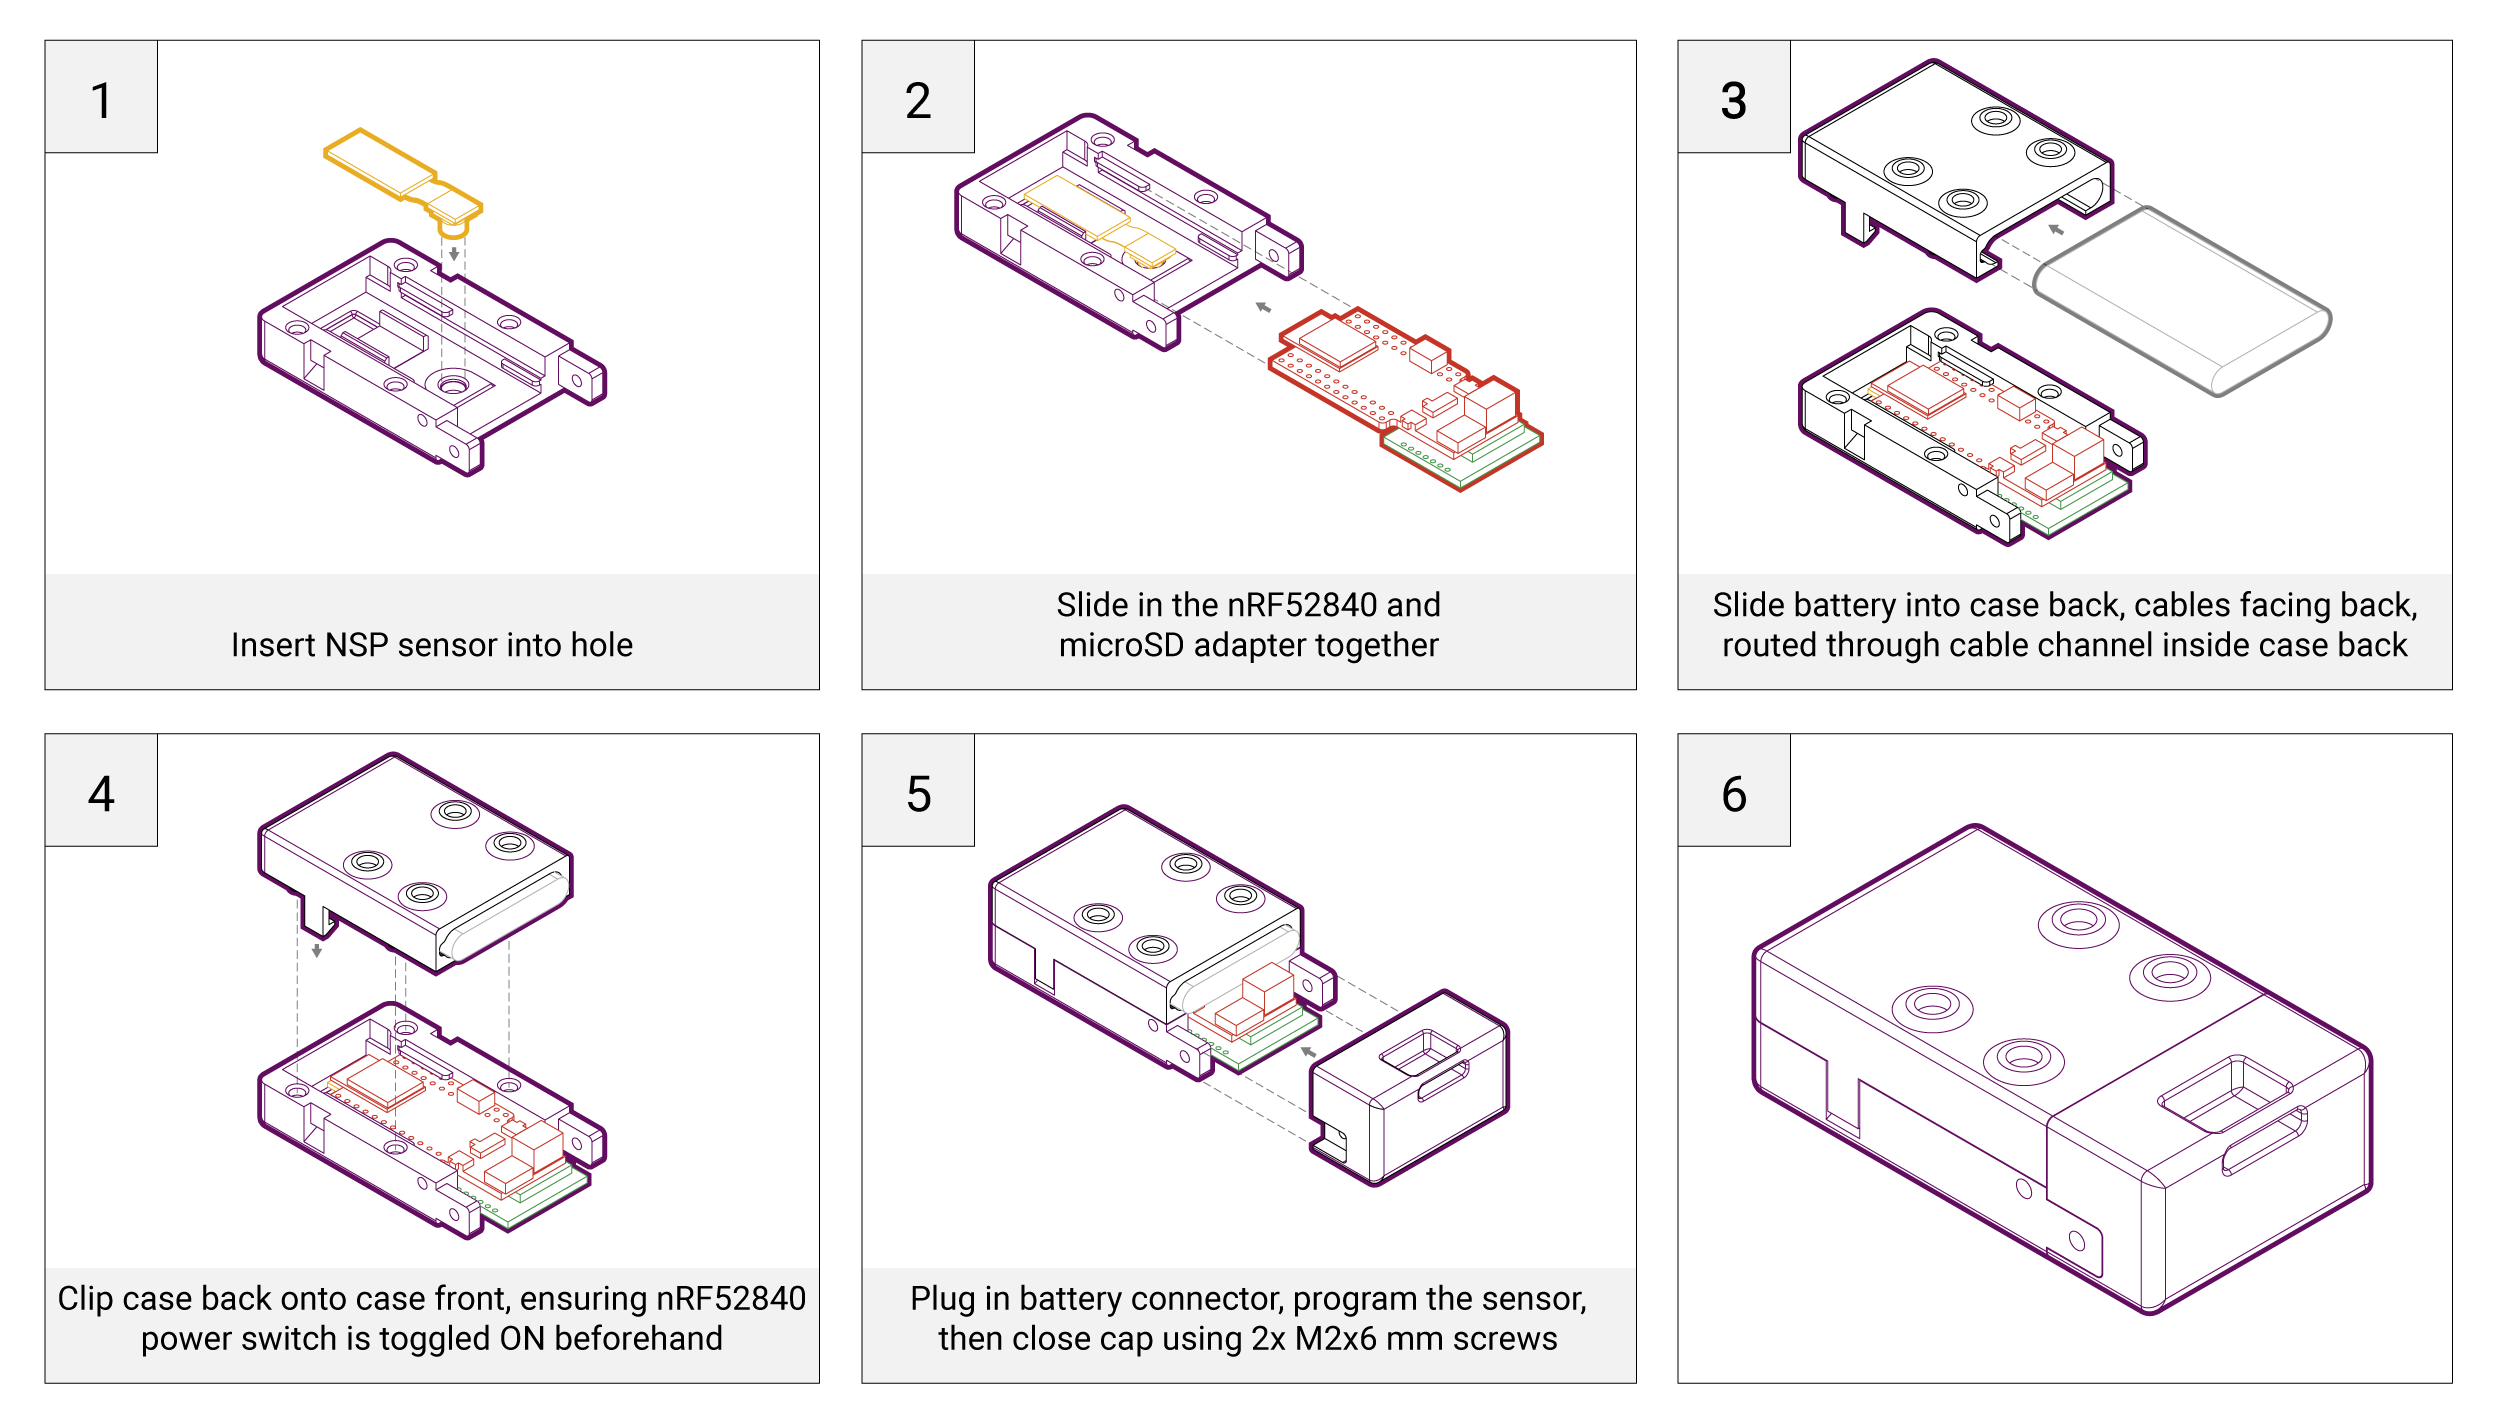 1
Insert NSP sensor into hole
2
Slide in the nRF52840 and
microSD adapter together
3
Slide battery into case back, cables facing back,
routed through cable channel inside case back
4
Clip case back onto case front, ensuring nRF52840
power switch is toggled ON beforehand
5
Plug in battery connector, program the sensor,
then close cap using 2x M2x6 mm screws
6